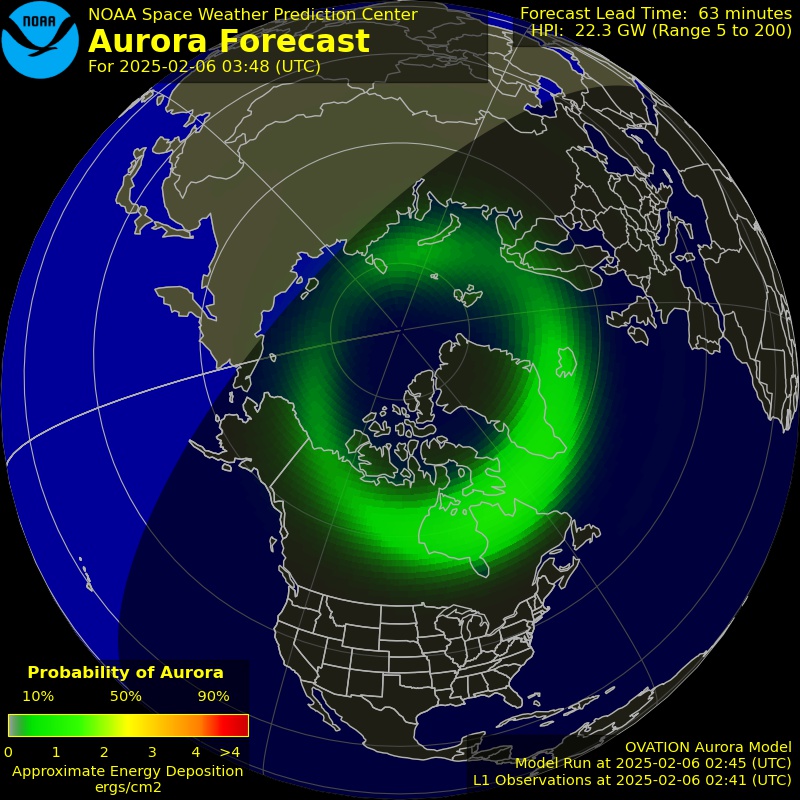 NOAA
NOAA Space Weather Prediction Center
Aurora Forecast
For 2025-02-06 03:48 (UTC)
Forecast Lead Time: 63 minutes
HPI: 22.3 GW (Range 5 to 200)
Probability of Aurora
10% 50% 90%
0 1 2 3 4 >4
Approximate Energy Deposition
ergs/cm2
OVATION Aurora Model
Model Run at 2025-02-06 02:45 (UTC)
L1 Observations at 2025-02-06 02:41 (UTC)